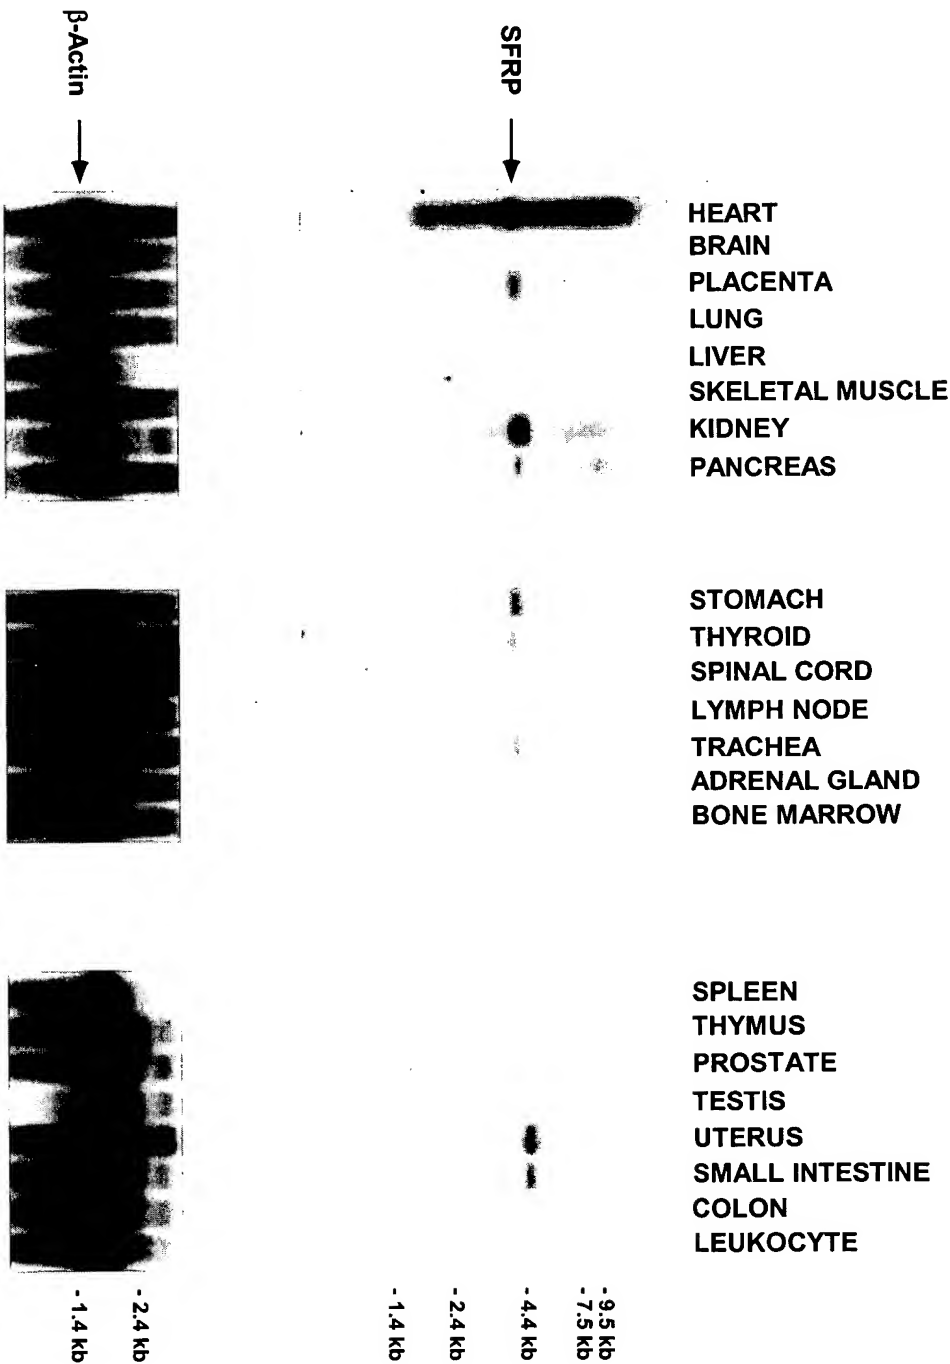 β-Actin
SFRP
HEART
BRAIN
PLACENTA
LUNG
LIVER
SKELETAL MUSCLE
KIDNEY
PANCREAS
STOMACH
THYROID
SPINAL CORD
LYMPH NODE
TRACHEA
ADRENAL GLAND
BONE MARROW
SPLEEN
THYMUS
PROSTATE
TESTIS
UTERUS
SMALL INTESTINE
COLON
LEUKOCYTE
- 9.5 kb
- 7.5 kb
- 4.4 kb
- 2.4 kb
- 1.4 kb
- 2.4 kb
- 1.4 kb